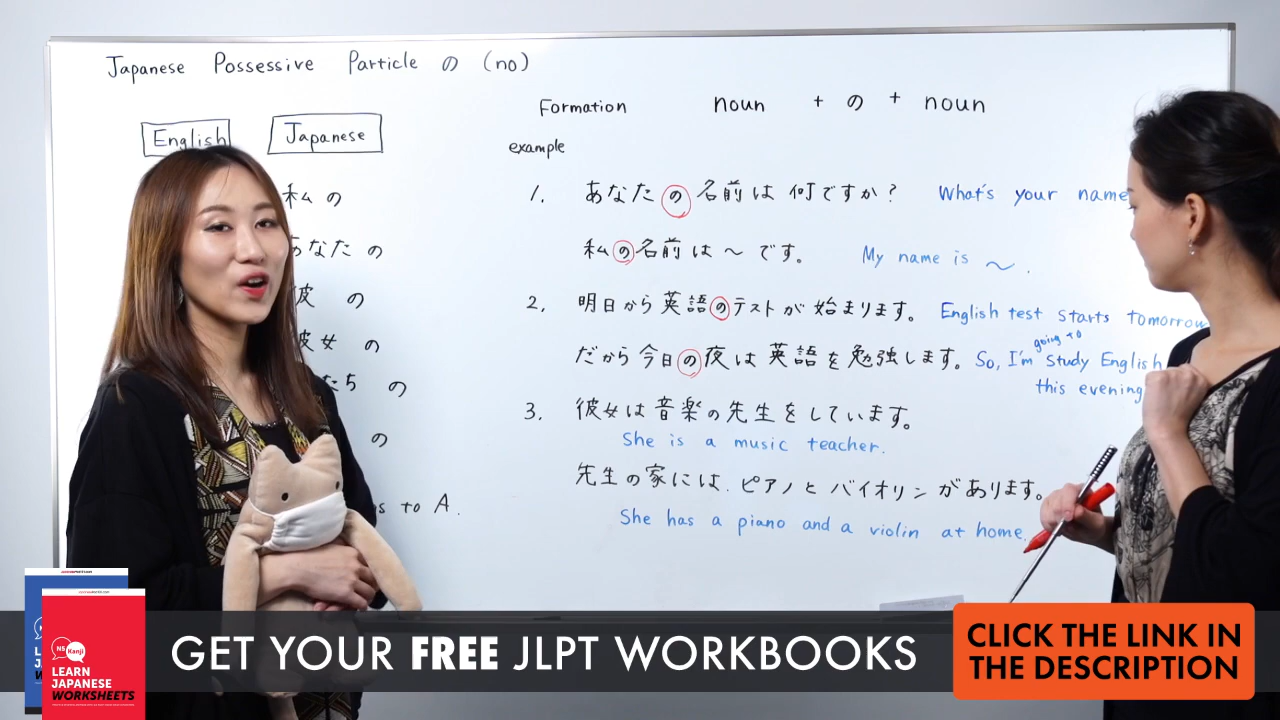 Japanese Possessive Particle の (no)
Formation noun + の + noun
English Japanese
example
私 の
あなた の
彼 の
彼女 の
たち の
の
to A.
1. あなたの名前は何ですか? What's your name
私の名前は〜です。 My name is 〜.
2. 明日から英語のテストが始まります。 English test starts tomorrow
だから今日の夜は英語を勉強します。 So, I'm going to study English
this evening
3. 彼女は音楽の先生をしています。
She is a music teacher.
先生の家には、ピアノとバイオリンがあります。
She has a piano and a violin at home.
NS Kanji
LEARN
JAPANESE
WORKSHEETS
GET YOUR FREE JLPT WORKBOOKS
CLICK THE LINK IN
THE DESCRIPTION